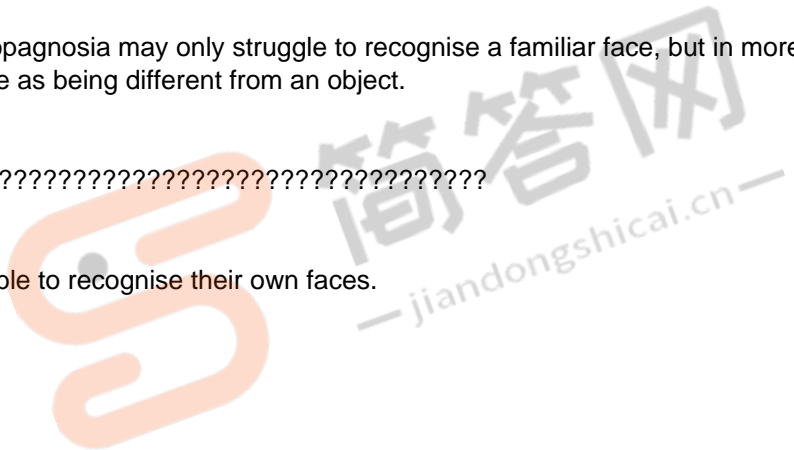 opagnosia may only struggle to recognise a familiar face, but in more
e as being different from an object.
??????????????????????????????????
ble to recognise their own faces.
简答网
jiandongshicai.cn